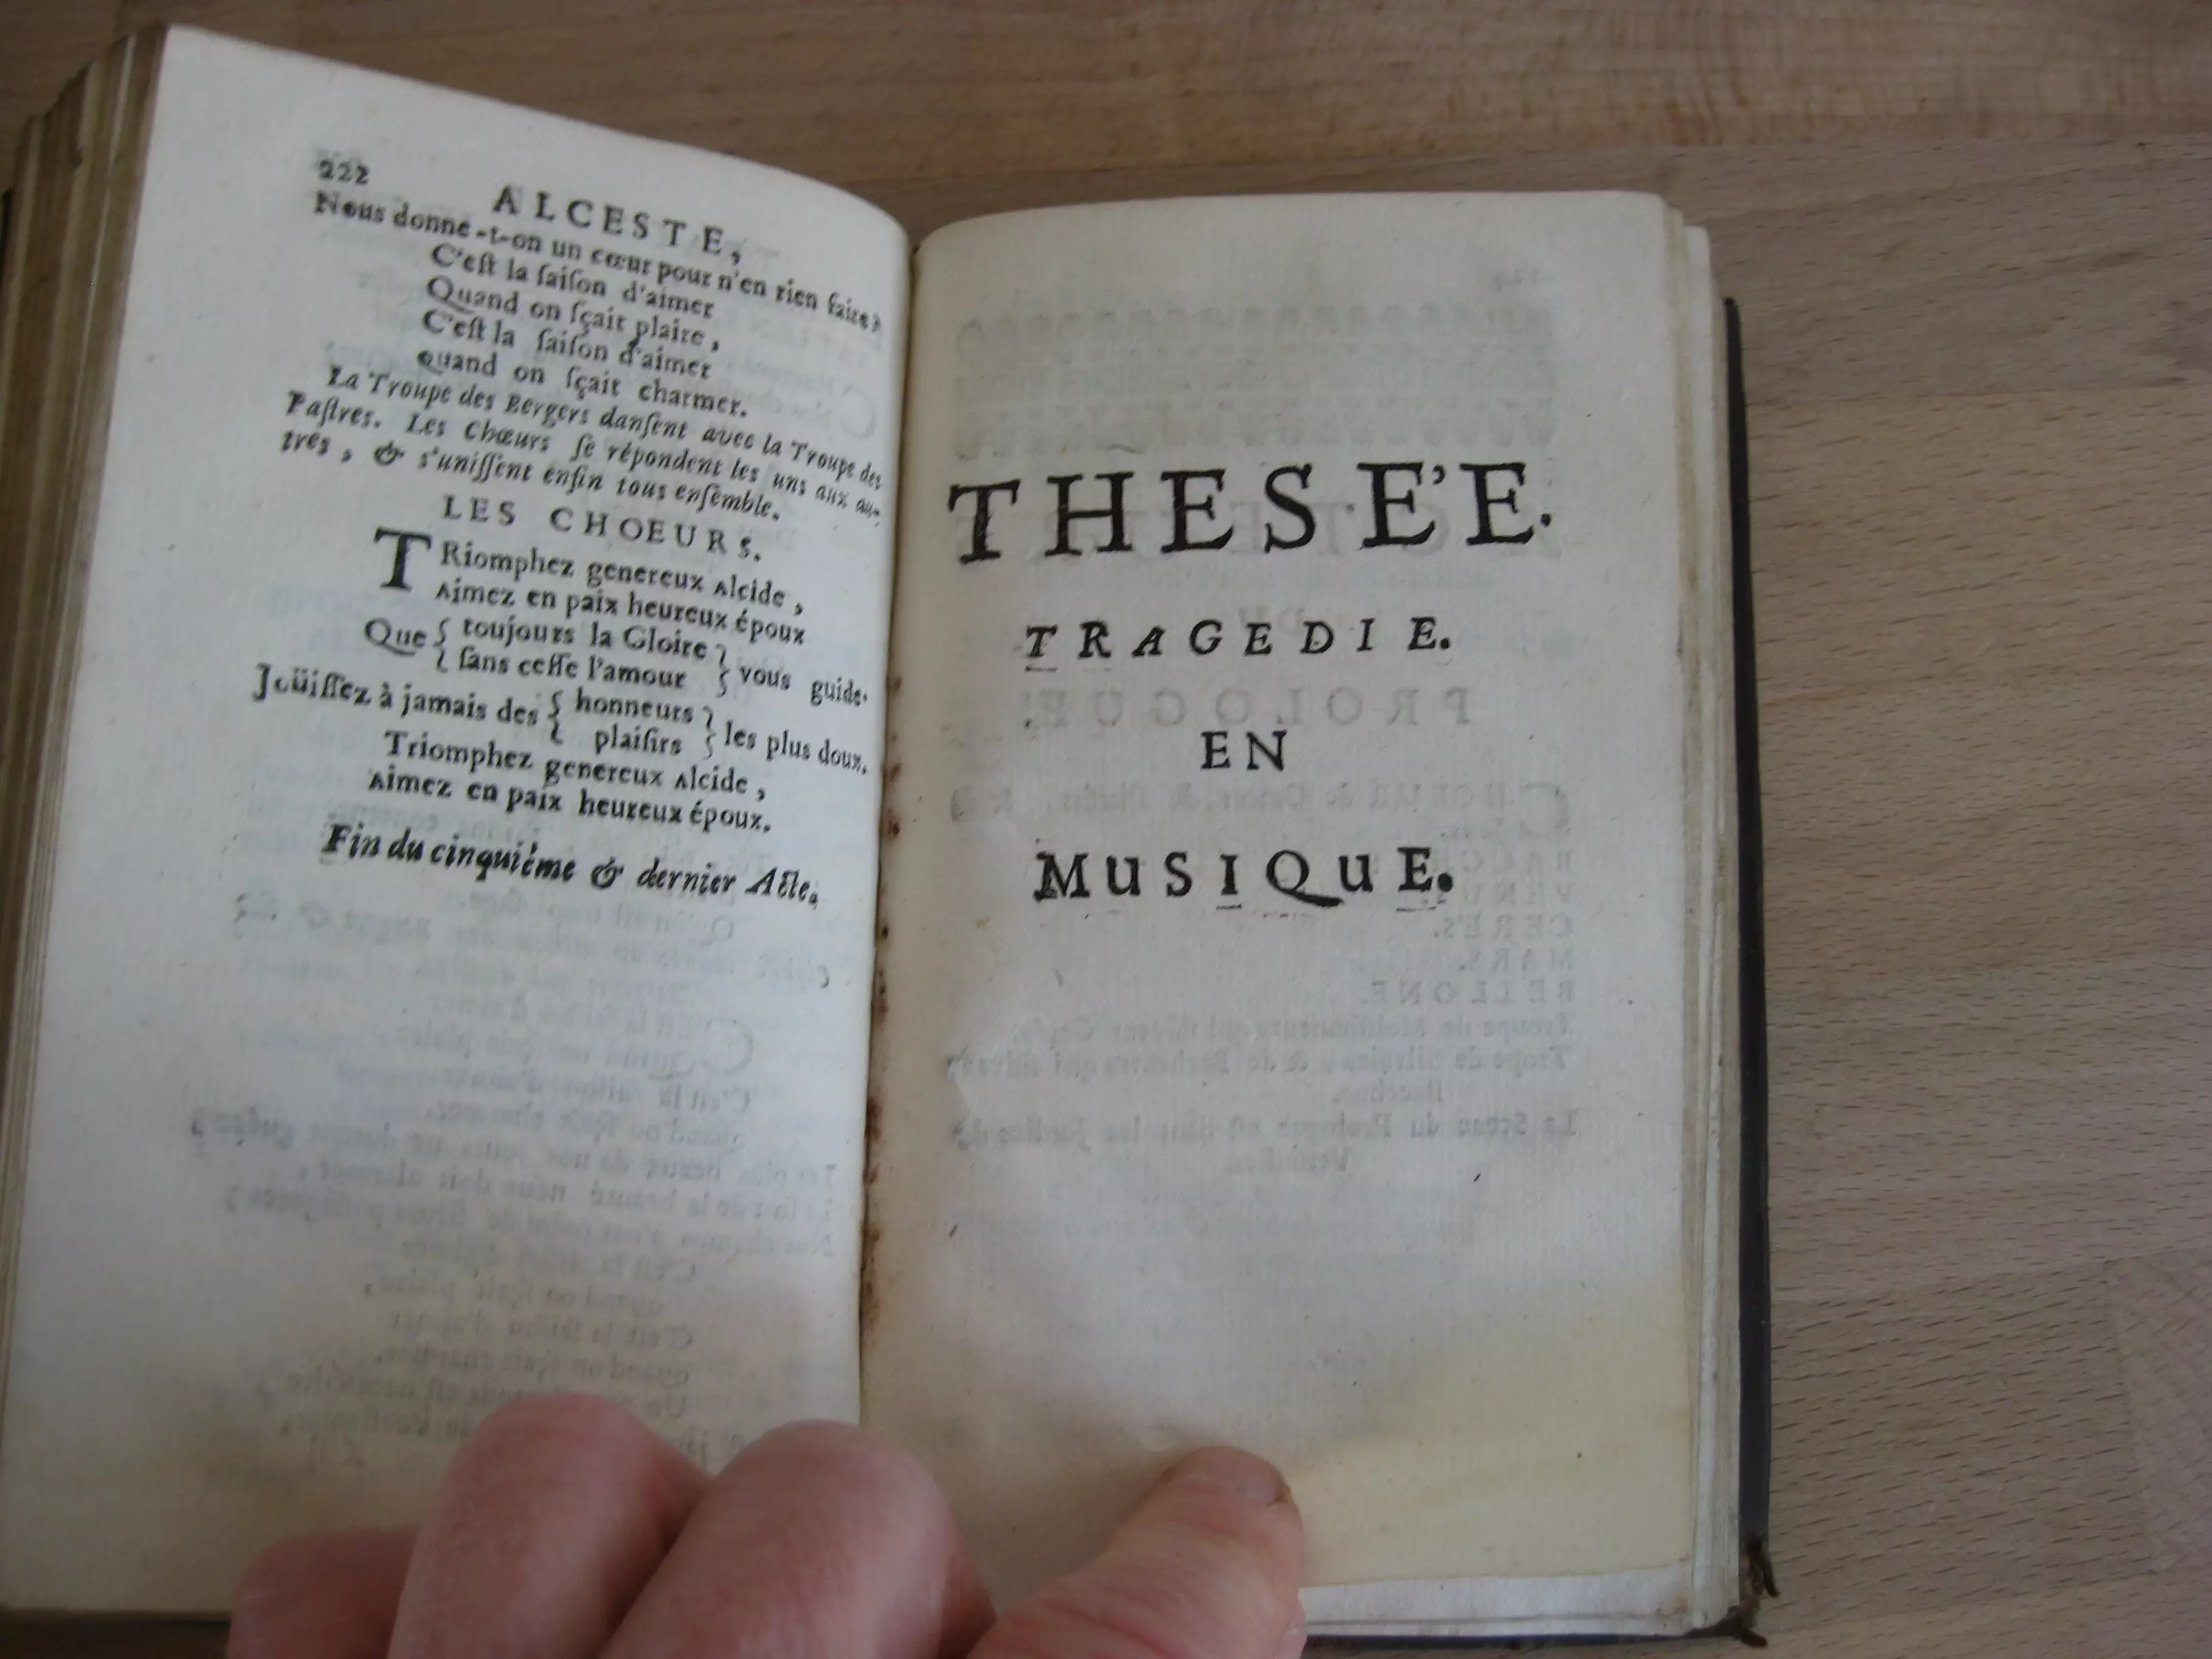 222
ALCESTE,
Nous donne-t-on un cœur pour n'en rien faire?
C'eſt la ſaiſon d'aimer
Quand on ſçait plaire,
C'eſt la ſaiſon d'aimer
quand on ſçait charmer.
La Troupe des Bergers danſent avec la Troupe des
Paſtres. Les Chœurs ſe répondent les uns aux au-
tres, & s'uniſſent enfin tous enſemble.
LES CHOEURS.
TRiomphez genereux Alcide,
Aimez en paix heureux époux
Que { toujours la Gloire } vous guide.
{ ſans ceſſe l'amour }
Joüiſſez à jamais des { honneurs } les plus doux.
{ plaiſirs }
Triomphez genereux Alcide,
Aimez en paix heureux époux.
Fin du cinquiéme & dernier Acte.
THESE'E.
TRAGEDIE.
EN
MUSIQUE.